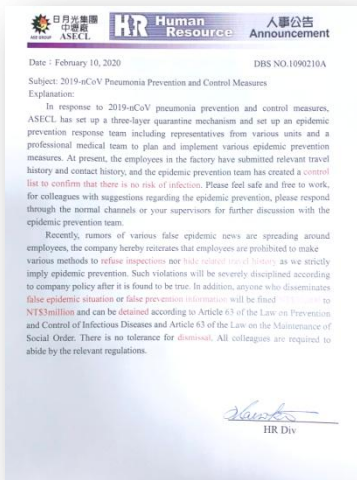 日月光集團
中壢廠
ASE GROUP ASECL
HR Human Resource
人事公告
Announcement
Date：February 10, 2020 DBS NO.1090210A
Subject: 2019-nCoV Pneumonia Prevention and Control Measures
Explanation:
In response to 2019-nCoV pneumonia prevention and control measures,
ASECL has set up a three-layer quarantine mechanism and set up an epidemic
prevention response team including representatives from various units and a
professional medical team to plan and implement various epidemic prevention
measures. At present, the employees in the factory have submitted relevant travel
history and contact history, and the epidemic prevention team has created a control
list to confirm that there is no risk of infection. Please feel safe and free to work,
for colleagues with suggestions regarding the epidemic prevention, please respond
through the normal channels or your supervisors for further discussion with the
epidemic prevention team.
Recently, rumors of various false epidemic news are spreading around
employees, the company hereby reiterates that employees are prohibited to make
various methods to refuse inspections nor hide related travel history as we strictly
imply epidemic prevention. Such violations will be severely disciplined according
to company policy after it is found to be true. In addition, anyone who disseminates
false epidemic situation or false prevention information will be fined to
NT$3million and can be detained according to Article 63 of the Law on Prevention
and Control of Infectious Diseases and Article 63 of the Law on the Maintenance of
Social Order. There is no tolerance for dismissal. All colleagues are required to
abide by the relevant regulations.
HR Div